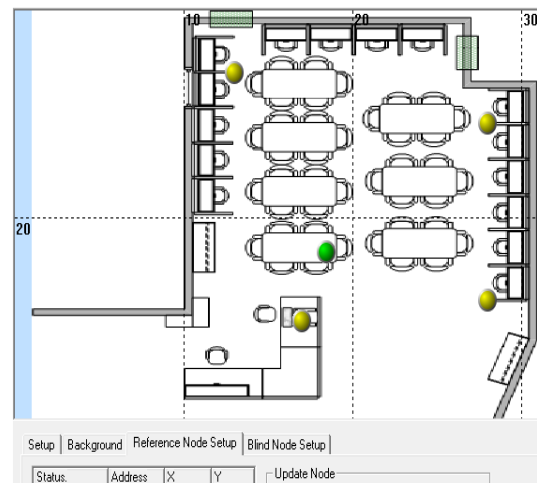 10 20 30
20
Setup Background Reference Node Setup Blind Node Setup
Status. Address X Y Update Node